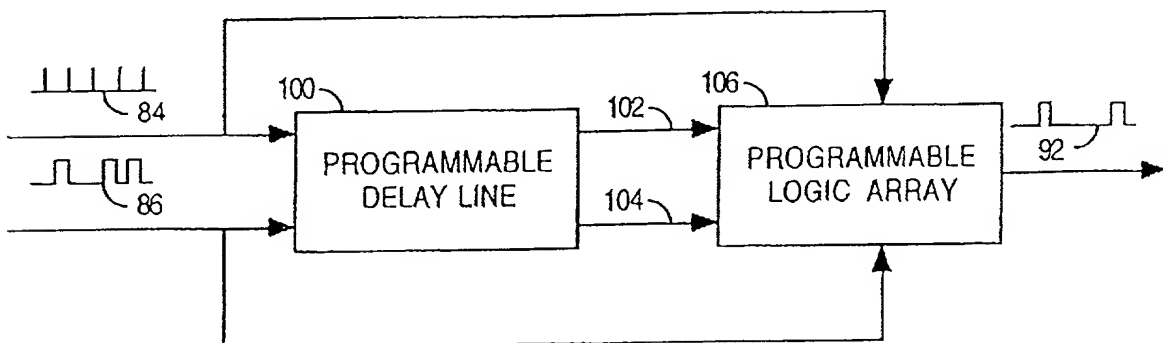 84
86
100
PROGRAMMABLE
DELAY LINE
102
104
106
PROGRAMMABLE
LOGIC ARRAY
92